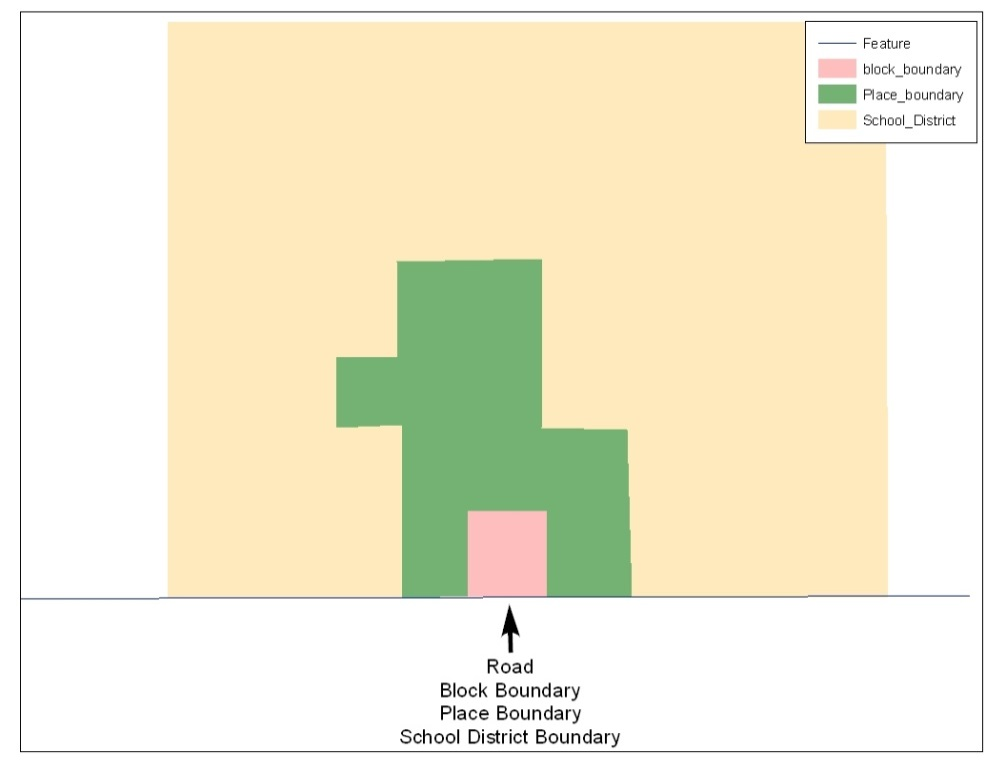 Feature
block_boundary
Place_boundary
School_District
Road
Block Boundary
Place Boundary
School District Boundary